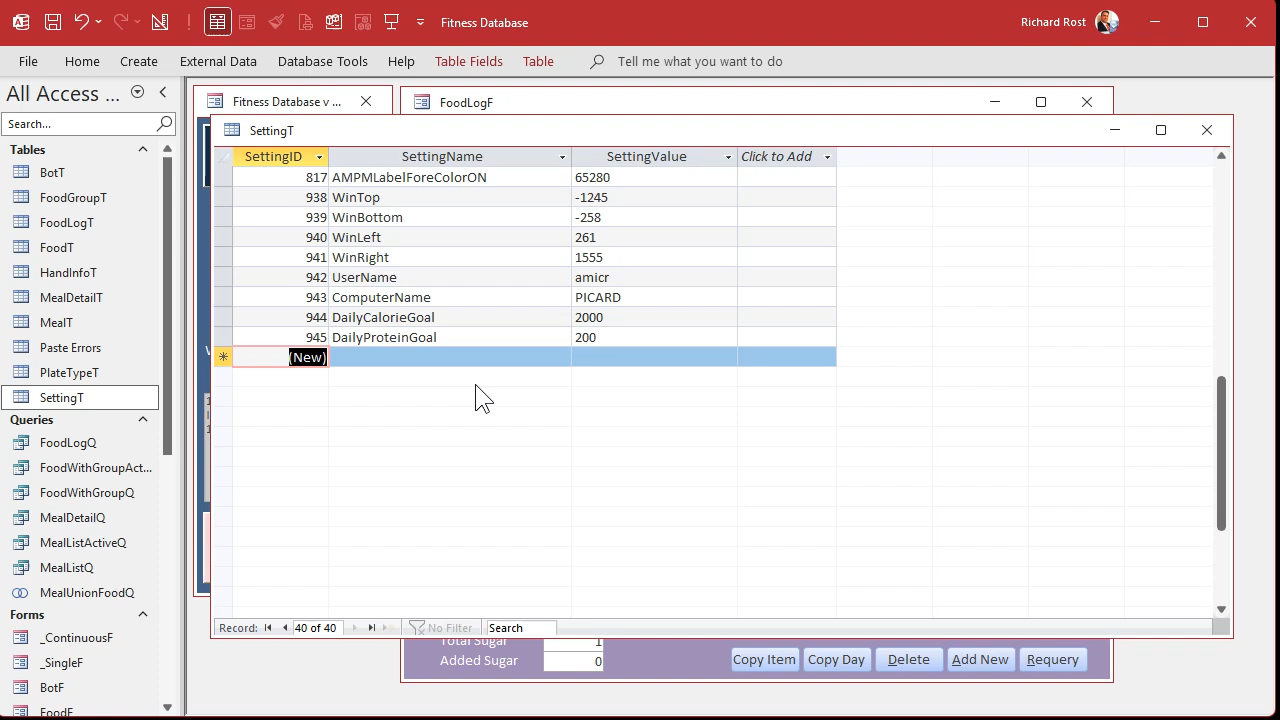 Fitness Database
Richard Rost
File Home Create External Data Database Tools Help Table Fields Table Tell me what you want to do
All Access ...
Search...
Tables
BotT
FoodGroupT
FoodLogT
FoodT
HandInfoT
MealDetailT
MealT
Paste Errors
PlateTypeT
SettingT
Queries
FoodLogQ
FoodWithGroupAct...
FoodWithGroupQ
MealDetailQ
MealListActiveQ
MealListQ
MealUnionFoodQ
Forms
_ContinuousF
_SingleF
BotF
FoodF
Fitness Database v ...
FoodLogF
SettingT
SettingID SettingName SettingValue Click to Add
817 AMPMLabelForeColorON 65280
938 WinTop -1245
939 WinBottom -258
940 WinLeft 261
941 WinRight 1555
942 UserName amicr
943 ComputerName PICARD
944 DailyCalorieGoal 2000
945 DailyProteinGoal 200
(New)
Record: 40 of 40 No Filter Search
Total Sugar 1
Added Sugar 0
Copy Item Copy Day Delete Add New Requery